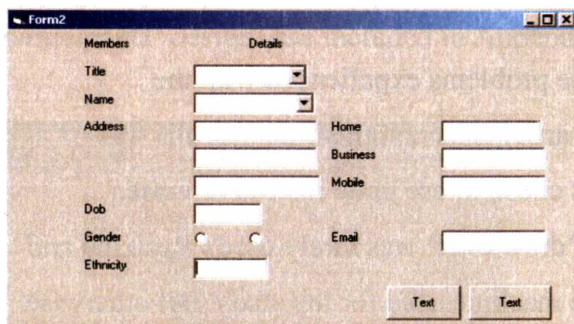 Form2
Members Details
Title
Name
Address Home
Business
Mobile
Dob
Gender Email
Ethnicity
Text Text